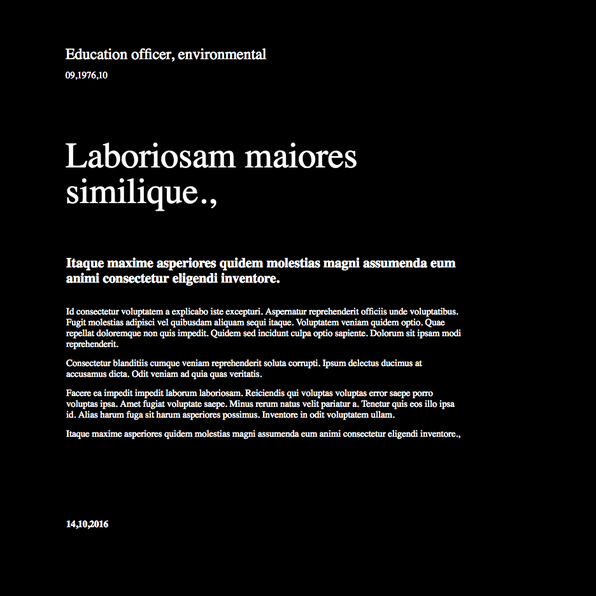 Education officer, environmental
09,1976,10
Laboriosam maiores
similique.,
Itaque maxime asperiores quidem molestias magni assumenda eum
animi consectetur eligendi inventore.
Id consectetur voluptatem a explicabo iste excepturi. Aspernatur reprehenderit officiis unde voluptatibus.
Fugit molestias adipisci vel quibusdam aliquam sequi itaque. Voluptatem veniam quidem optio. Quae
repellat doloremque non quis impedit. Quidem sed incidunt culpa optio sapiente. Dolorum sit ipsam modi
reprehenderit.
Consectetur blanditiis cumque veniam reprehenderit soluta corrupti. Ipsum delectus ducimus at
accusamus dicta. Odit veniam ad quia quas veritatis.
Facere ea impedit impedit laborum laboriosam. Reiciendis qui voluptas voluptas error saepe porro
voluptas ipsa. Amet fugiat voluptate saepe. Minus rerum natus velit pariatur a. Tenetur quis eos illo ipsa
id. Alias harum fuga sit harum asperiores possimus. Inventore in odit voluptatem ullam.
Itaque maxime asperiores quidem molestias magni assumenda eum animi consectetur eligendi inventore.,
14,10,2016